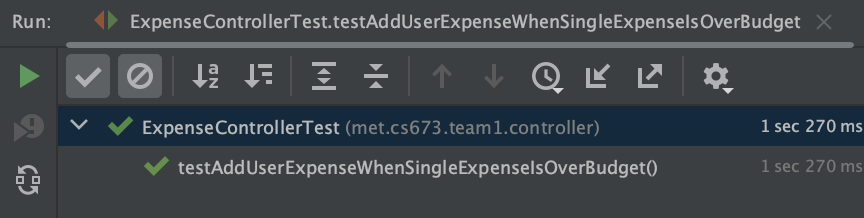 Run: ExpenseControllerTest.testAddUserExpenseWhenSingleExpenseIsOverBudget
ExpenseControllerTest (met.cs673.team1.controller) 1 sec 270 ms
testAddUserExpenseWhenSingleExpenseIsOverBudget() 1 sec 270 ms